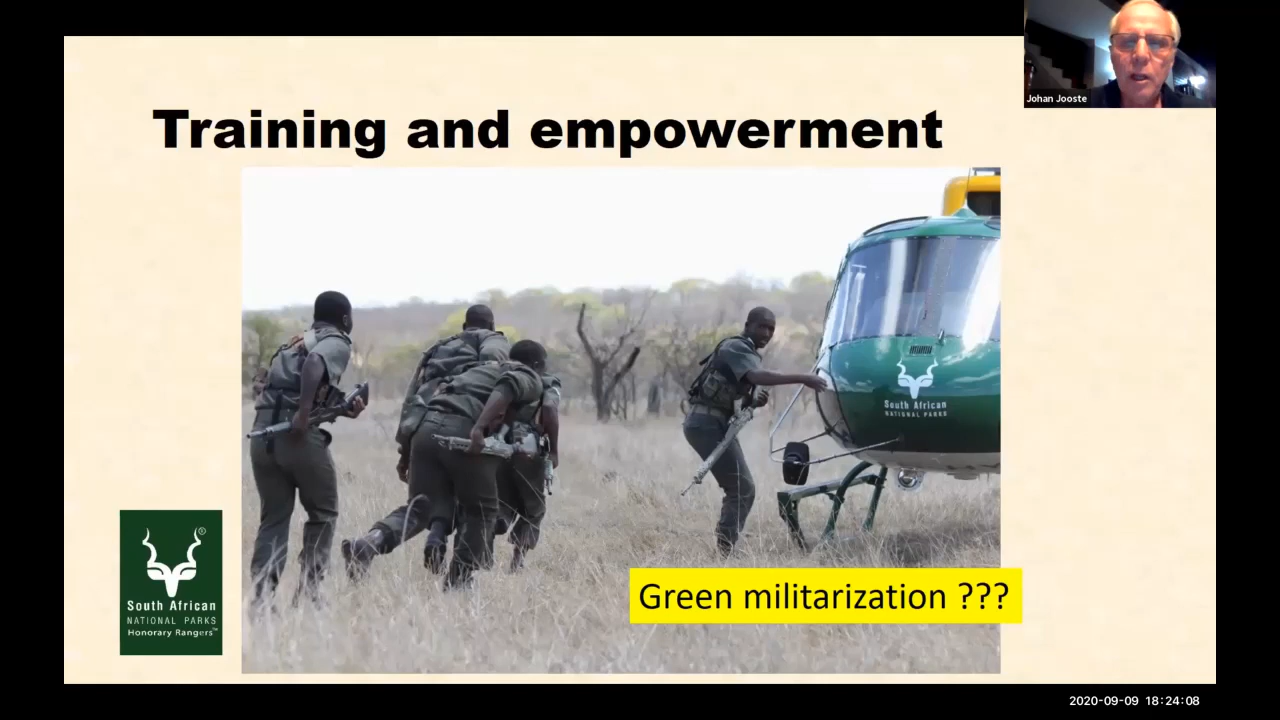 Johan Jooste
Training and empowerment
South African
NATIONAL PARKS
South African
NATIONAL PARKS
Honorary Rangers™
®
Green militarization ???
2020-09-09 18:24:08